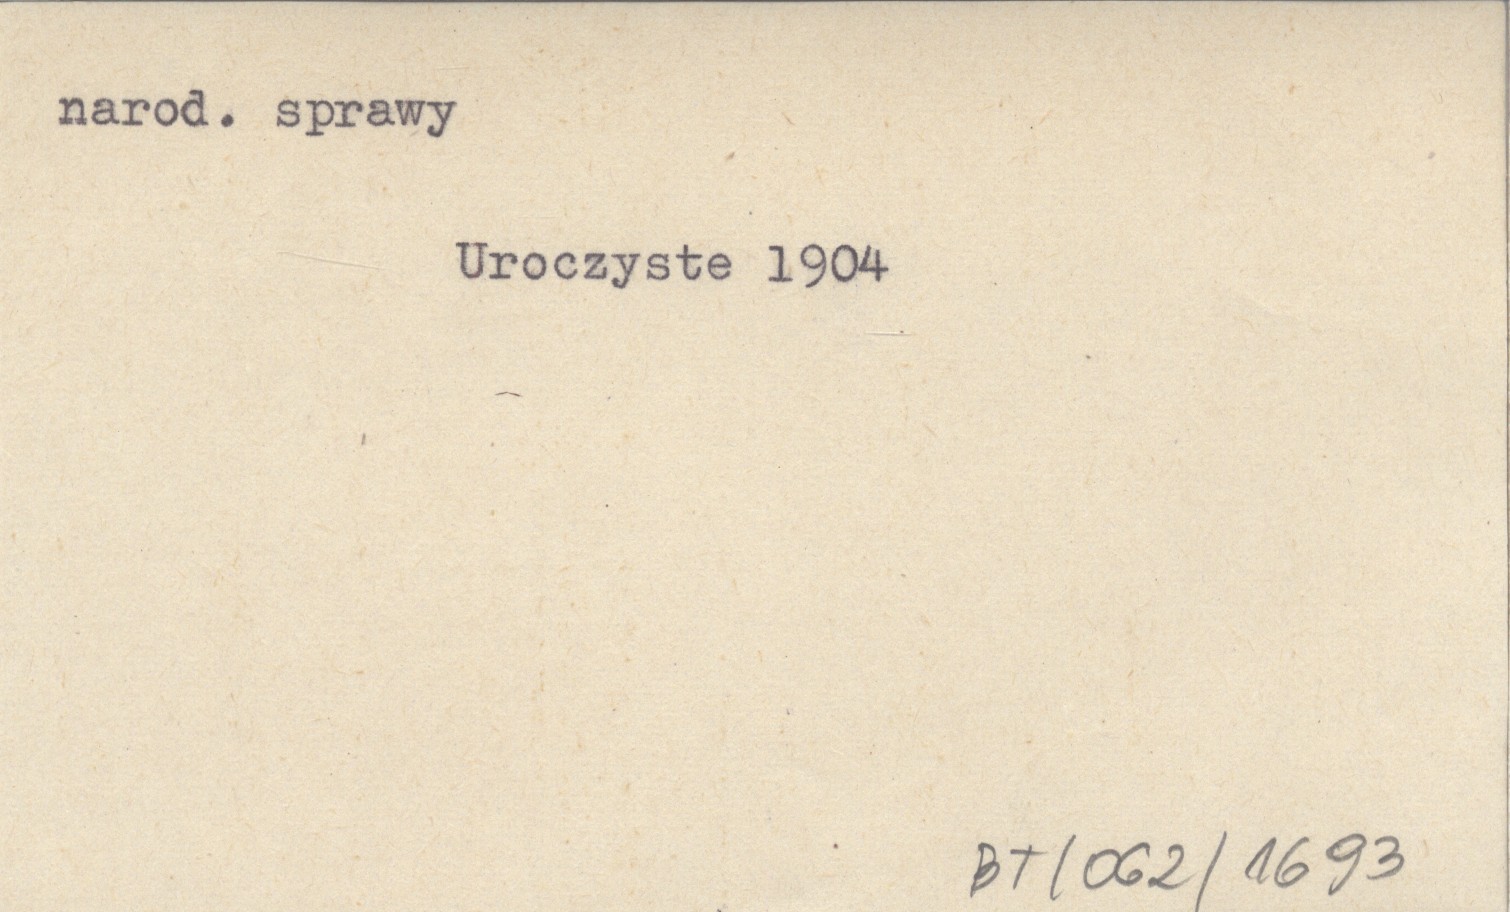 narod. sprawy
Uroczyste 1904
BT/062/1693